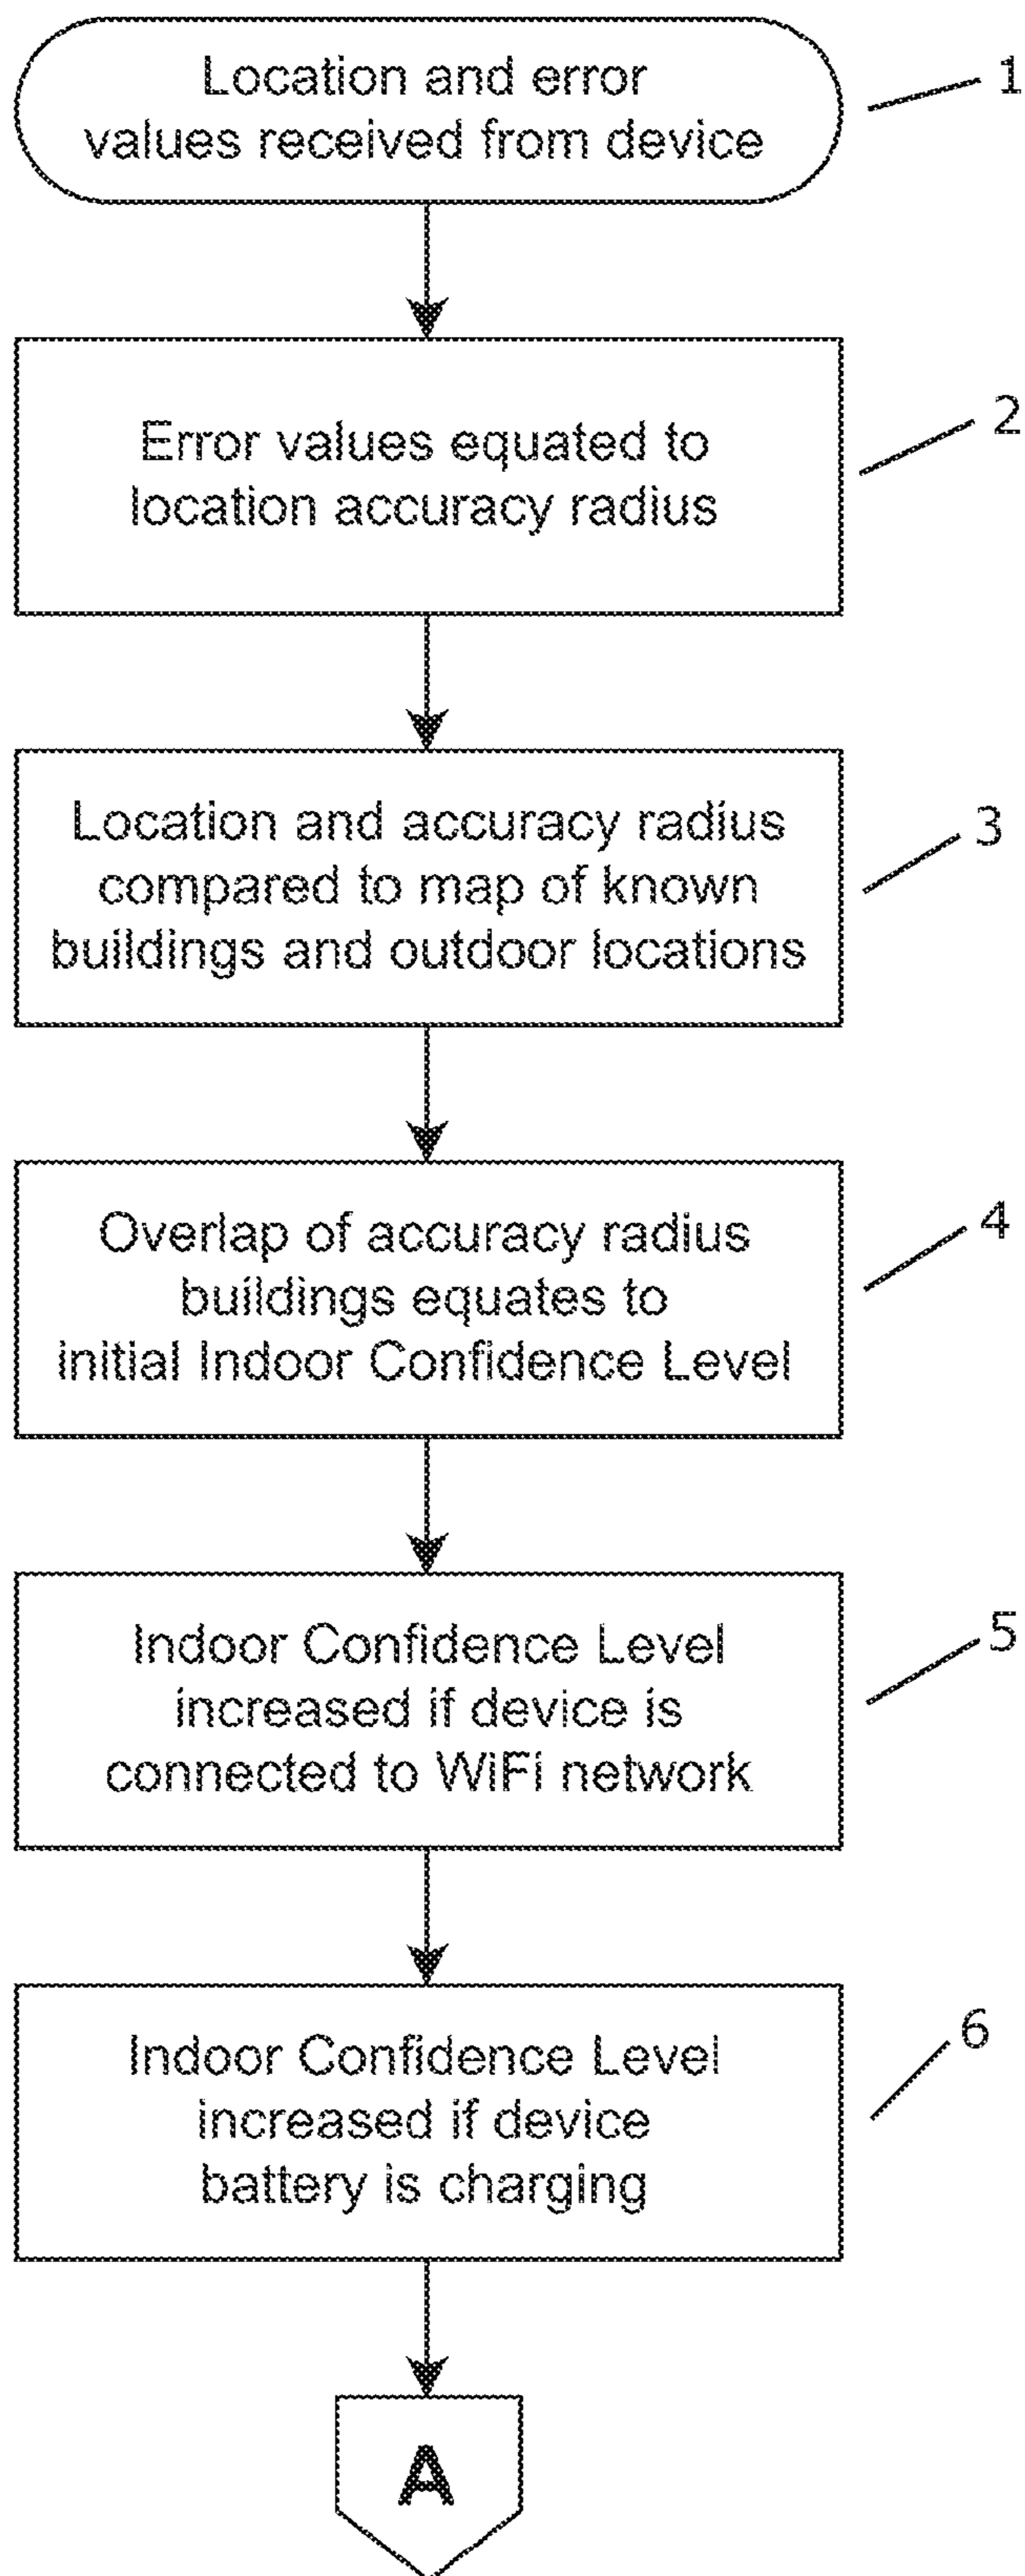 Location and error
values received from device
1
Error values equated to
location accuracy radius
2
Location and accuracy radius
compared to map of known
buildings and outdoor locations
3
Overlap of accuracy radius
buildings equates to
initial Indoor Confidence Level
4
Indoor Confidence Level
increased if device is
connected to WiFi network
5
Indoor Confidence Level
increased if device
battery is charging
6
A